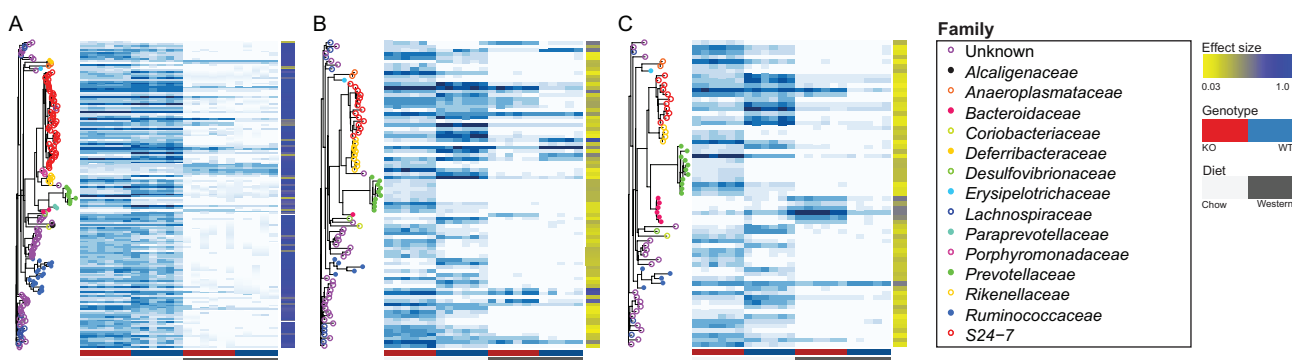 A
B
C
Family
Unknown
Alcaligenaceae
Anaeroplasmataceae
Bacteroidaceae
Coriobacteriaceae
Deferribacteraceae
Desulfovibrionaceae
Erysipelotrichaceae
Lachnospiraceae
Paraprevotellaceae
Porphyromonadaceae
Prevotellaceae
Rikenellaceae
Ruminococcaceae
S24−7
Effect size
0.03 1.0
Genotype
KO WT
Diet
Chow Western